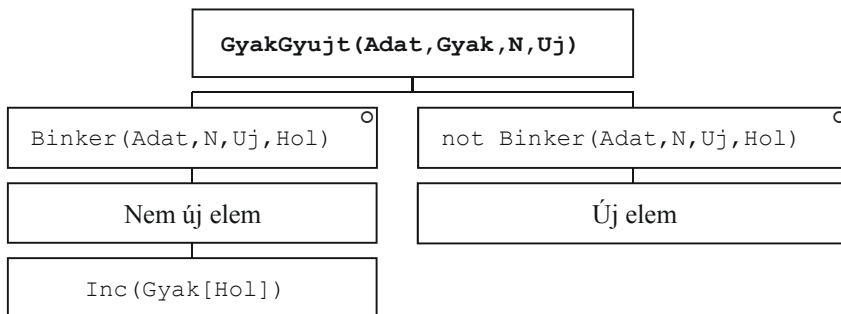 GyakGyujt(Adat,Gyak,N,Uj)
Binker(Adat,N,Uj,Hol)
not Binker(Adat,N,Uj,Hol)
Nem új elem
Új elem
Inc(Gyak[Hol])